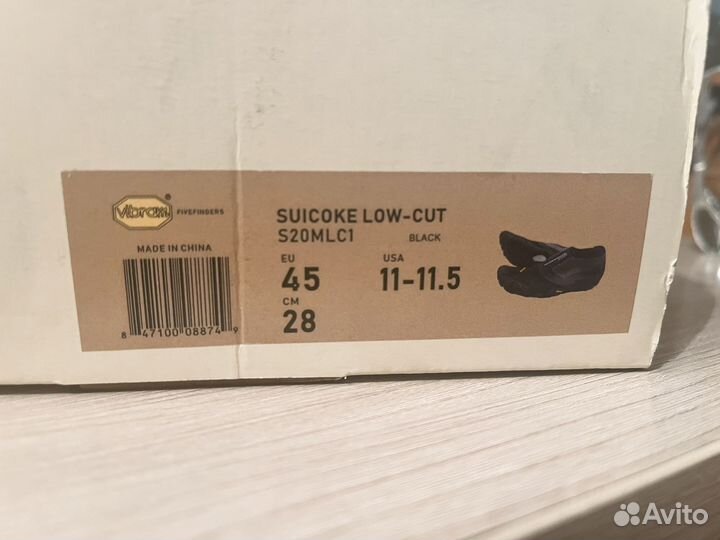 vibram® FIVEFINGERS
MADE IN CHINA
8 47100 08874 9
SUICOKE LOW-CUT
S20MLC1 BLACK
EU USA
45 11-11.5
CM
28
Avito